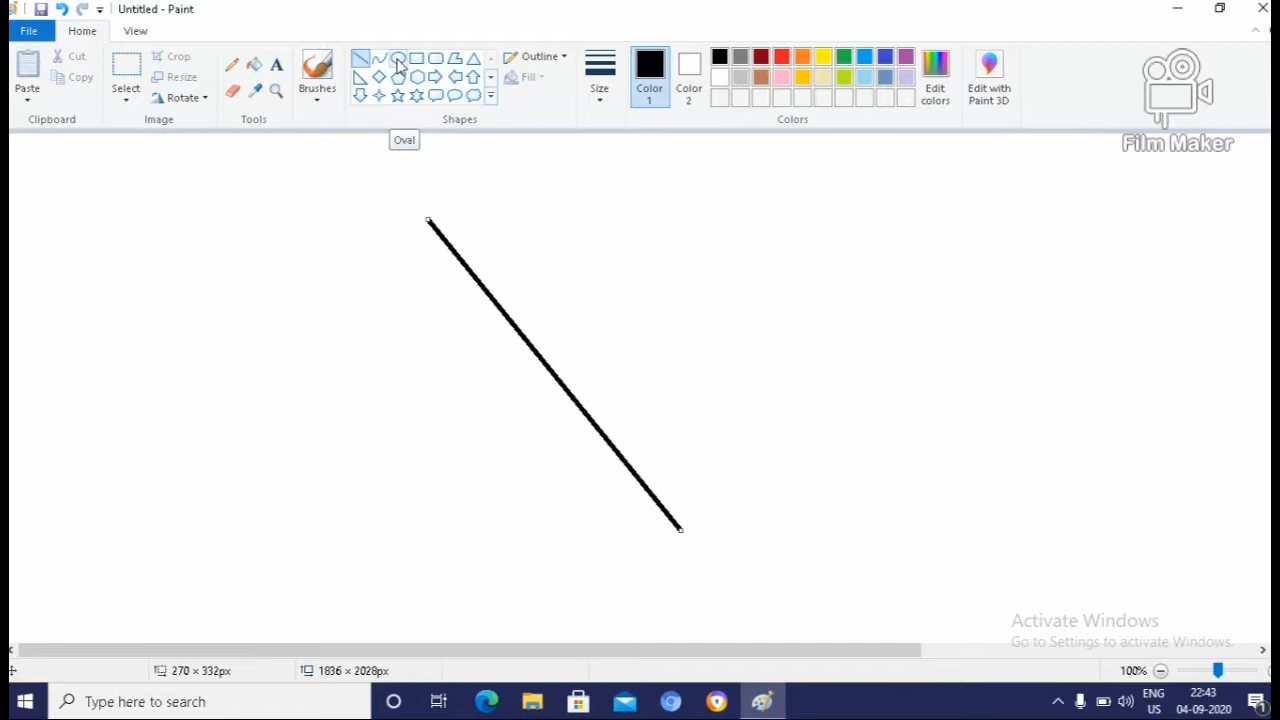 Untitled - Paint
File Home View
Paste
Cut
Copy
Clipboard
Select
Crop
Resize
Rotate
Image
A
Tools
Brushes
Shapes
Outline
Fill
Size
Color 1
Color 2
Edit colors
Colors
Edit with Paint 3D
Film Maker
Oval
Activate Windows
Go to Settings to activate Windows.
270 × 332px 1836 × 2028px 100%
Type here to search
ENG
US
22:43
04-09-2020
1